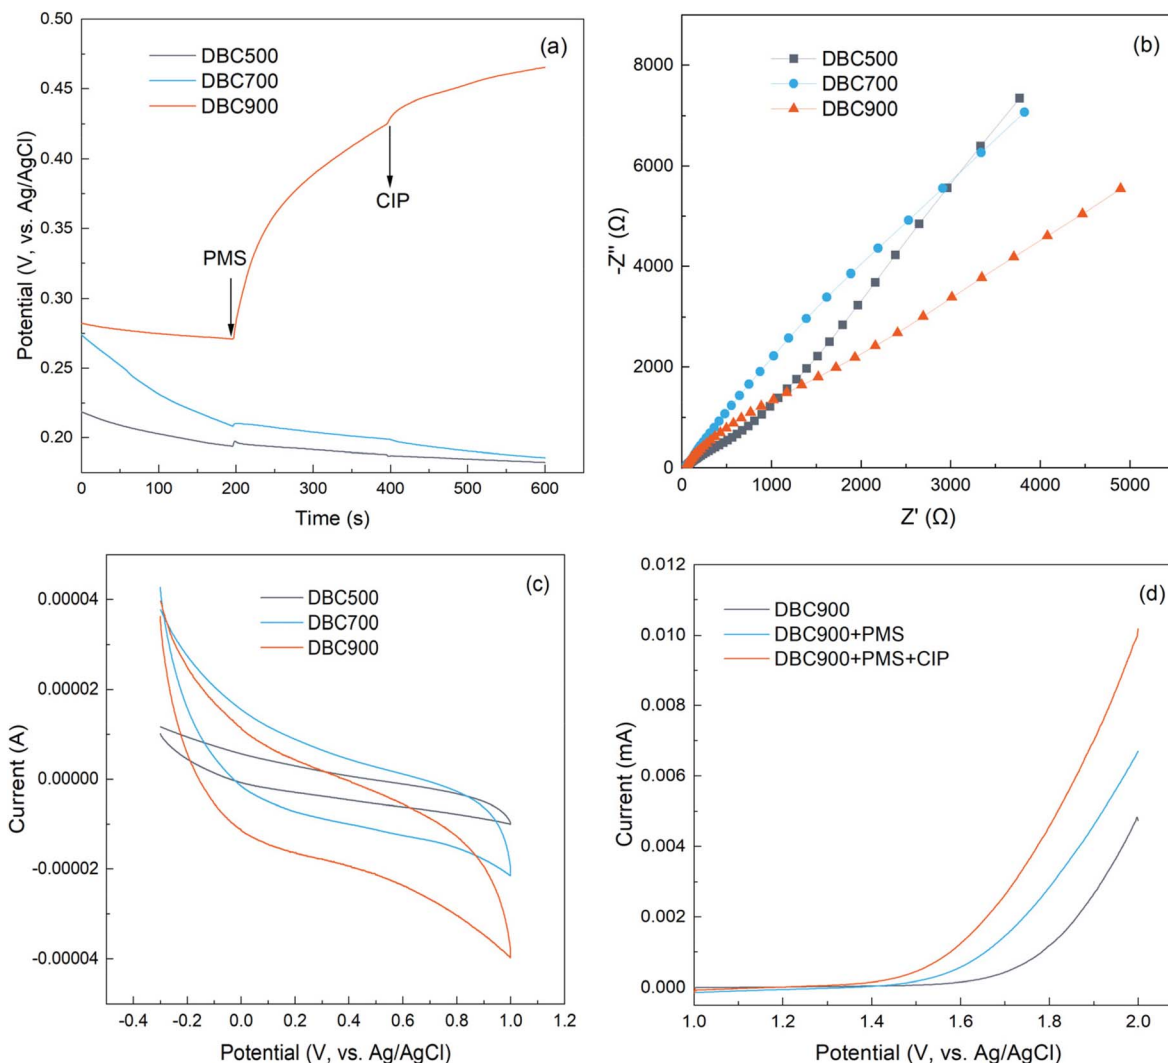 (a)
DBC500
DBC700
DBC900
PMS
CIP
0.50
0.45
0.40
0.35
0.30
0.25
0.20
Potential (V, vs. Ag/AgCl)
0 100 200 300 400 500 600
Time (s)
(b)
DBC500
DBC700
DBC900
8000
6000
4000
2000
0
-Z'' (Ω)
0 1000 2000 3000 4000 5000
Z' (Ω)
(c)
DBC500
DBC700
DBC900
0.00004
0.00002
0.00000
-0.00002
-0.00004
Current (A)
-0.4 -0.2 0.0 0.2 0.4 0.6 0.8 1.0 1.2
Potential (V, vs. Ag/AgCl)
(d)
DBC900
DBC900+PMS
DBC900+PMS+CIP
0.012
0.010
0.008
0.006
0.004
0.002
0.000
Current (mA)
1.0 1.2 1.4 1.6 1.8 2.0
Potential (V, vs. Ag/AgCl)